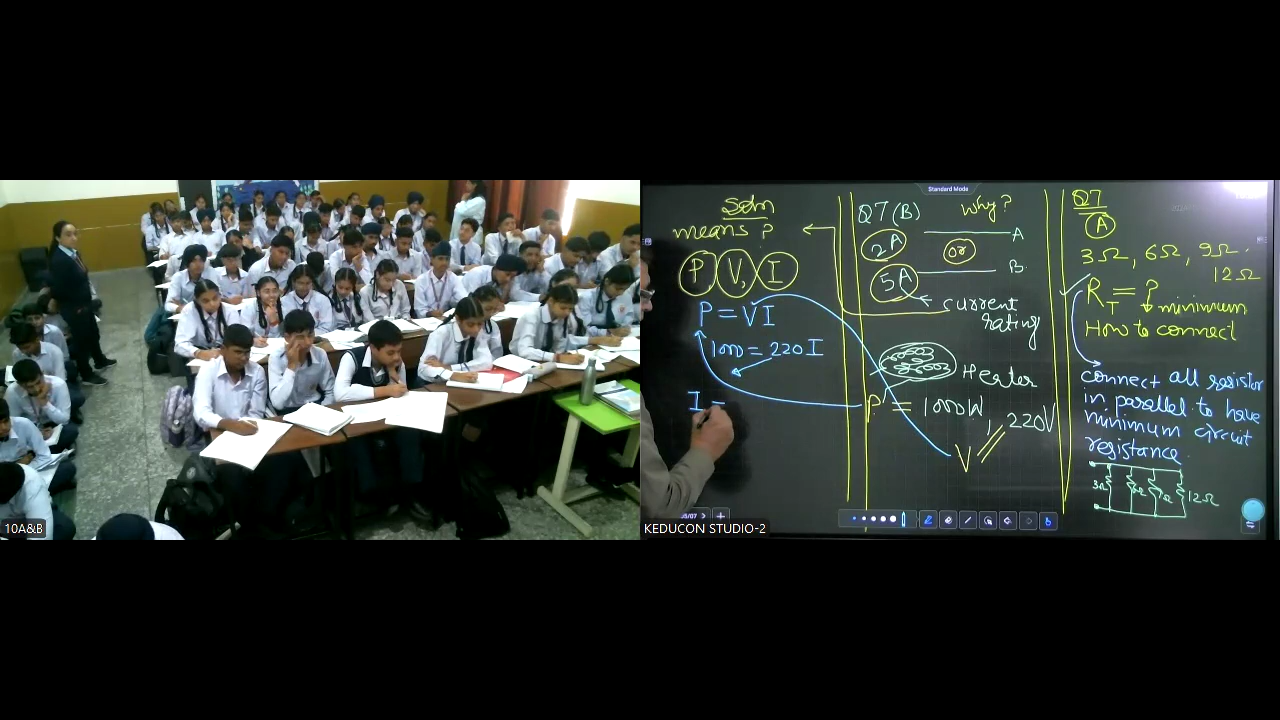 Standard Mode
Soln
means ?
P V, I
P = VI
1000 = 220 I
I =
Q7 (B) Why?
2A A
or
5A B
current
rating
Heater
P = 1000W, 220V
V
Q7
A
3Ω, 6Ω, 9Ω.
12Ω
R_T = ?
minimum
How to connect
connect all resistor
in parallel to have
minimum circuit
resistance.
3Ω 12Ω
10A&B
KEDUCON STUDIO-2